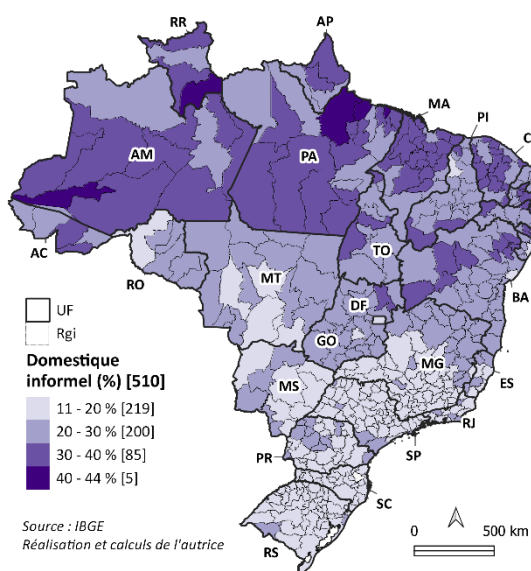 RR
AP
MA
PI
C
AM
PA
AC
RO
TO
MT
BA
DF
GO
MG
ES
MS
RJ
SP
PR
SC
RS
UF
Rgi
Domestique
informel (%) [510]
11 - 20 % [219]
20 - 30 % [200]
30 - 40 % [85]
40 - 44 % [5]
Source : IBGE
Réalisation et calculs de l'autrice
0 500 km